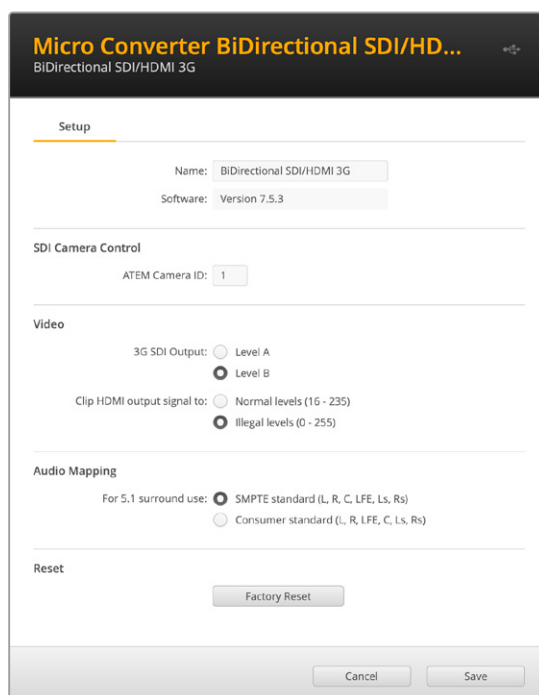 Micro Converter BiDirectional SDI/HD...
BiDirectional SDI/HDMI 3G
Setup
Name: BiDirectional SDI/HDMI 3G
Software: Version 7.5.3
SDI Camera Control
ATEM Camera ID: 1
Video
3G SDI Output: Level A
Level B
Clip HDMI output signal to: Normal levels (16 - 235)
Illegal levels (0 - 255)
Audio Mapping
For 5.1 surround use: SMPTE standard (L, R, C, LFE, Ls, Rs)
Consumer standard (L, R, LFE, C, Ls, Rs)
Reset
Factory Reset
Cancel Save